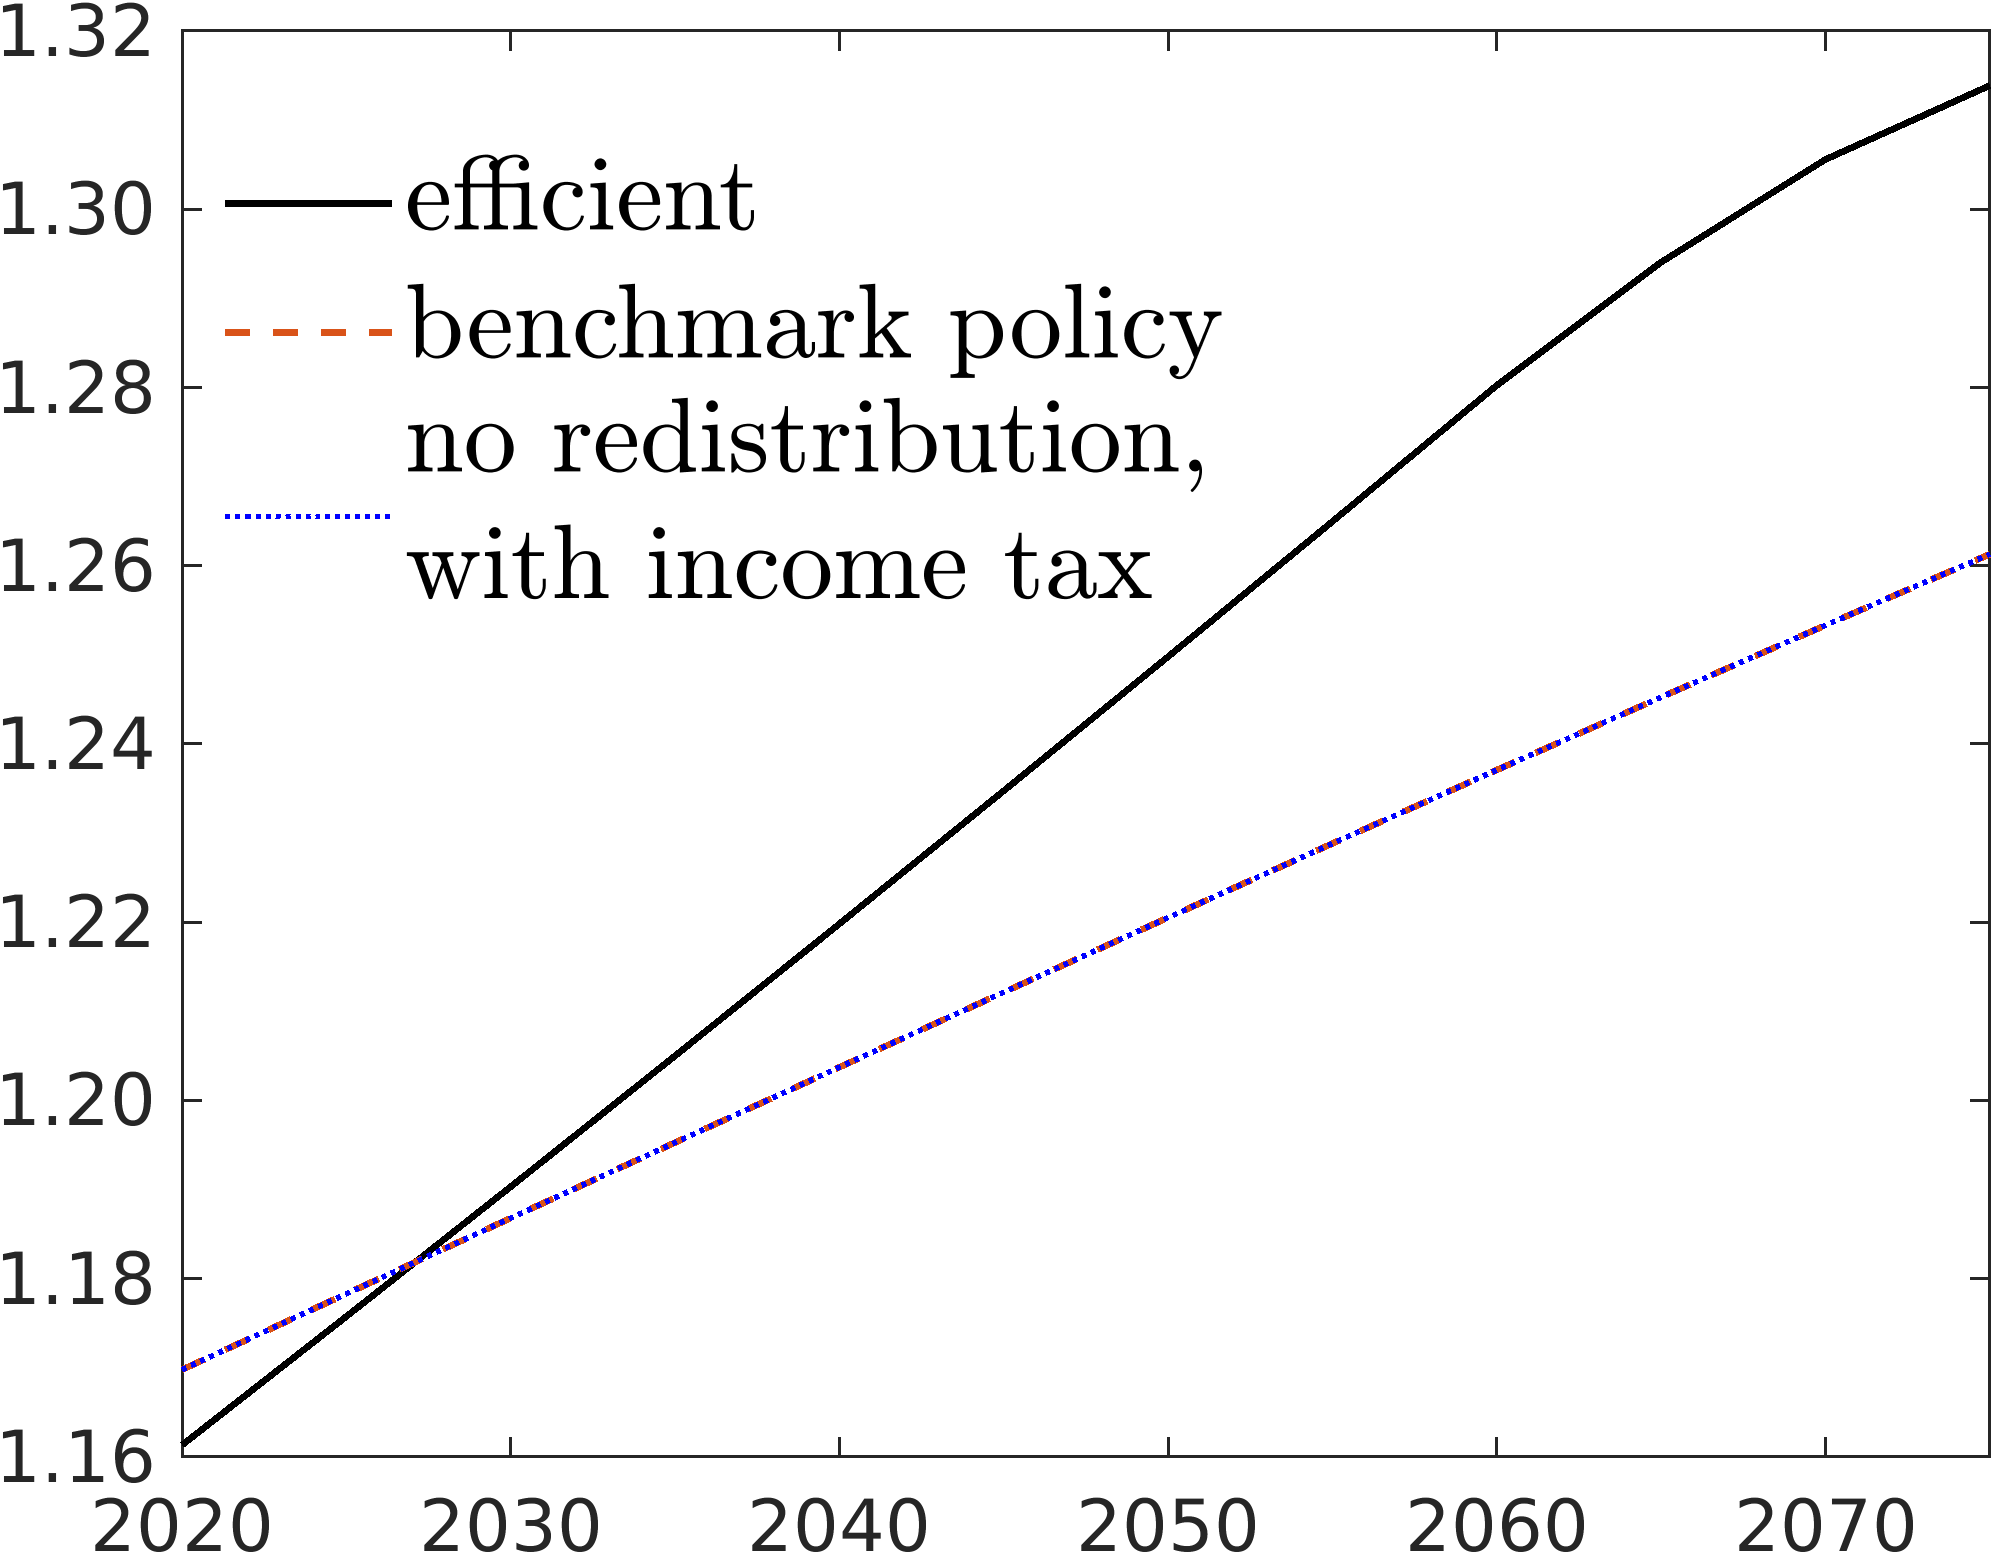 1.32
1.30
1.28
1.26
1.24
1.22
1.20
1.18
1.16
efficient
benchmark policy
no redistribution,
with income tax
2020 2030 2040 2050 2060 2070